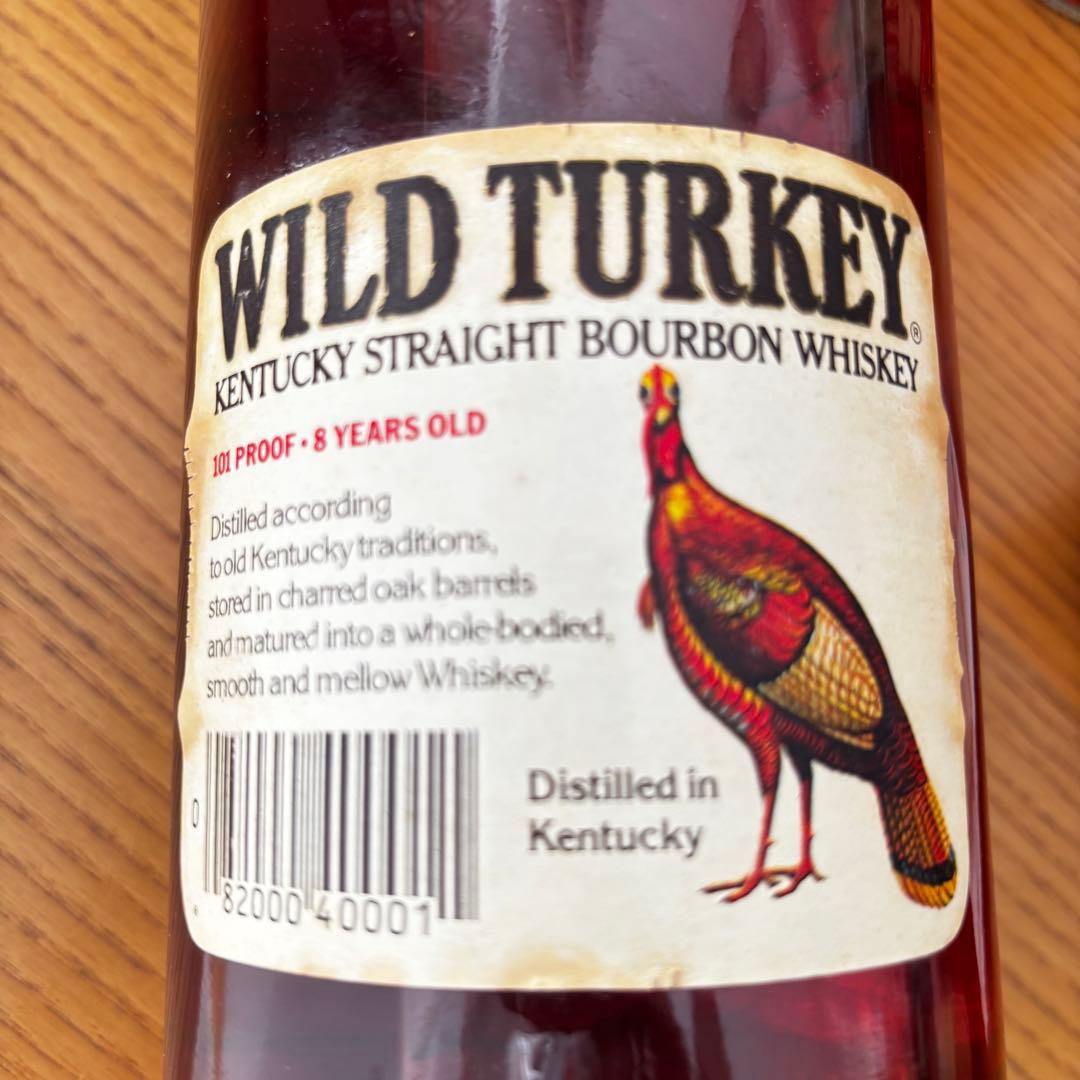 WILD TURKEY®
KENTUCKY STRAIGHT BOURBON WHISKEY
101 PROOF • 8 YEARS OLD
Distilled according
to old Kentucky traditions,
stored in charred oak barrels
and matured into a whole-bodied,
smooth and mellow Whiskey.
Distilled in
Kentucky
0 82000 40001